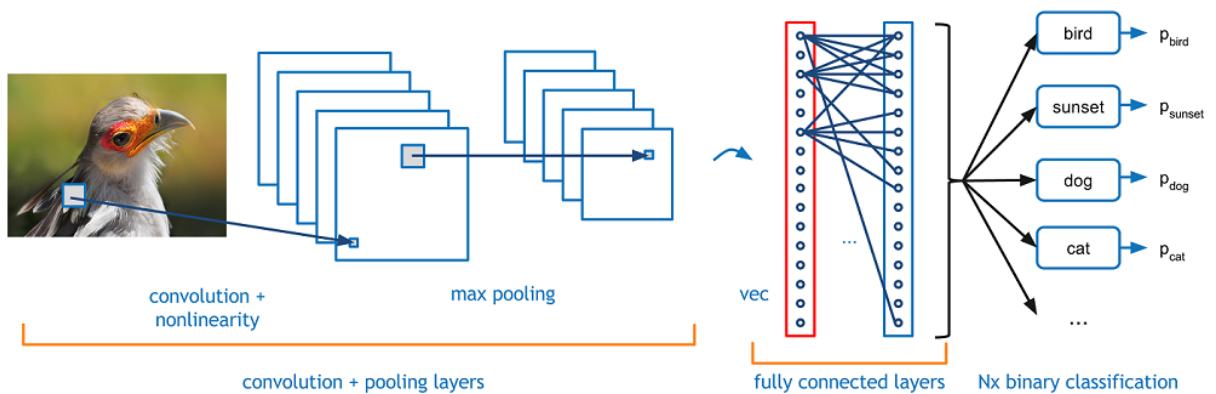 bird
p_bird
sunset
p_sunset
dog
p_dog
cat
p_cat
...
...
convolution +
nonlinearity
max pooling
vec
convolution + pooling layers
fully connected layers
Nx binary classification